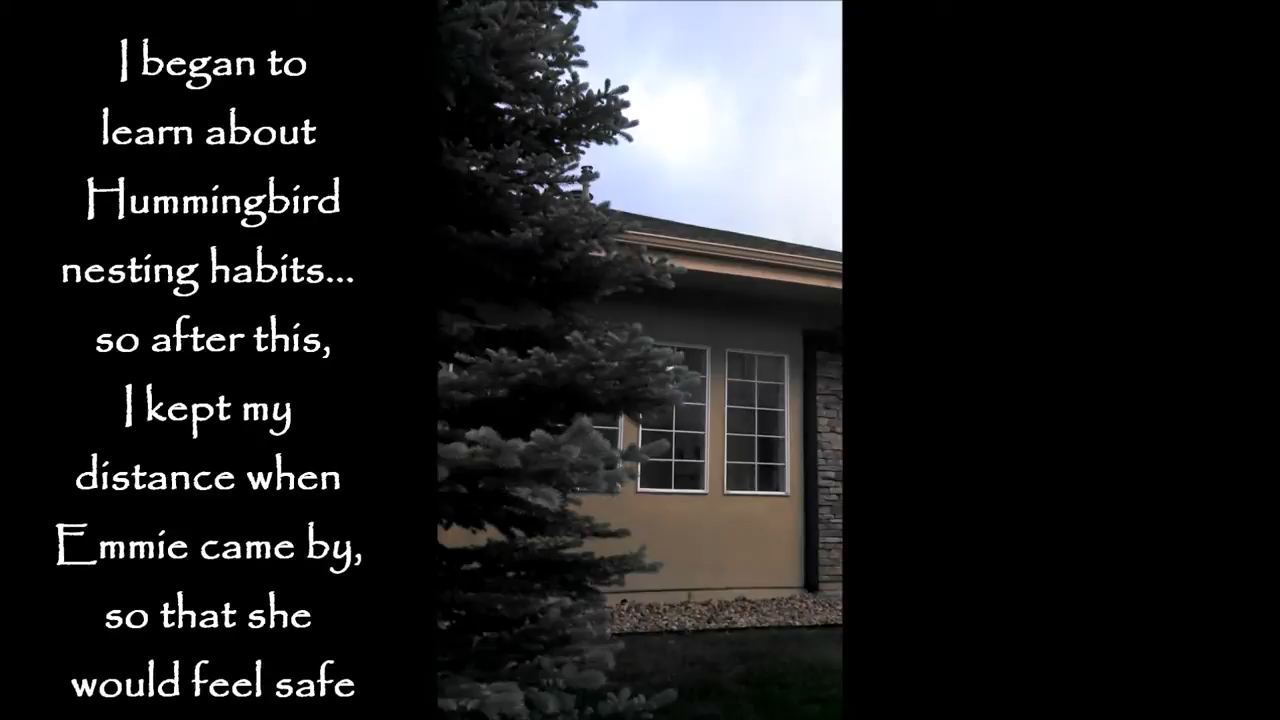 I began to
learn about
Hummingbird
nesting habits...
so after this,
I kept my
distance when
Emmie came by,
so that she
would feel safe